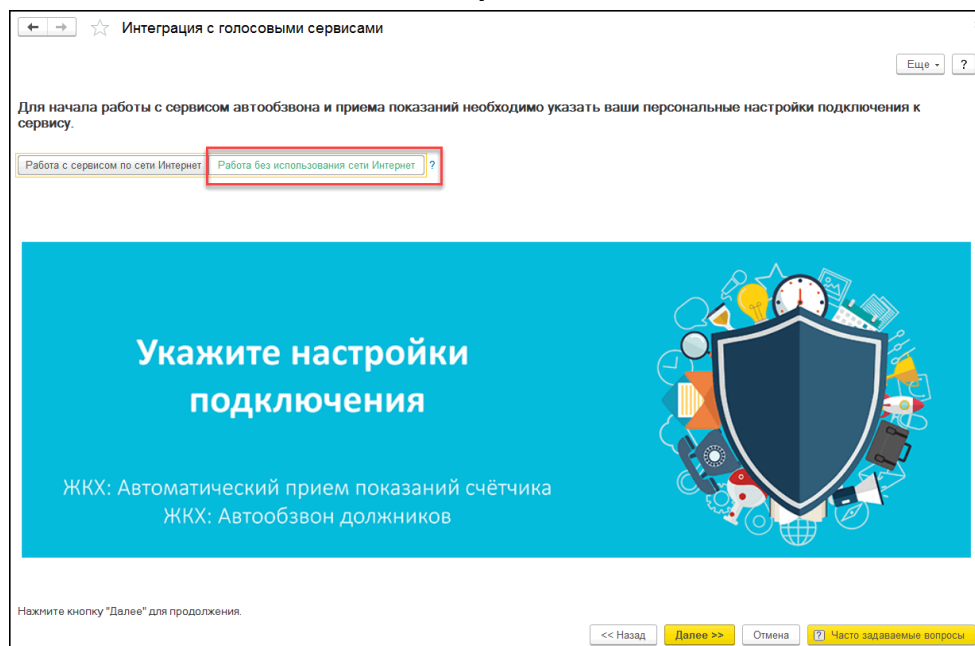 Интеграция с голосовыми сервисами
Еще
?
Для начала работы с сервисом автообзвона и приема показаний необходимо указать ваши персональные настройки подключения к
сервису.
Работа с сервисом по сети Интернет Работа без использования сети Интернет ?
Укажите настройки
подключения
ЖКХ: Автоматический прием показаний счётчика
ЖКХ: Автообзвон должников
Нажмите кнопку "Далее" для продолжения.
<< Назад Далее >> Отмена ? Часто задаваемые вопросы